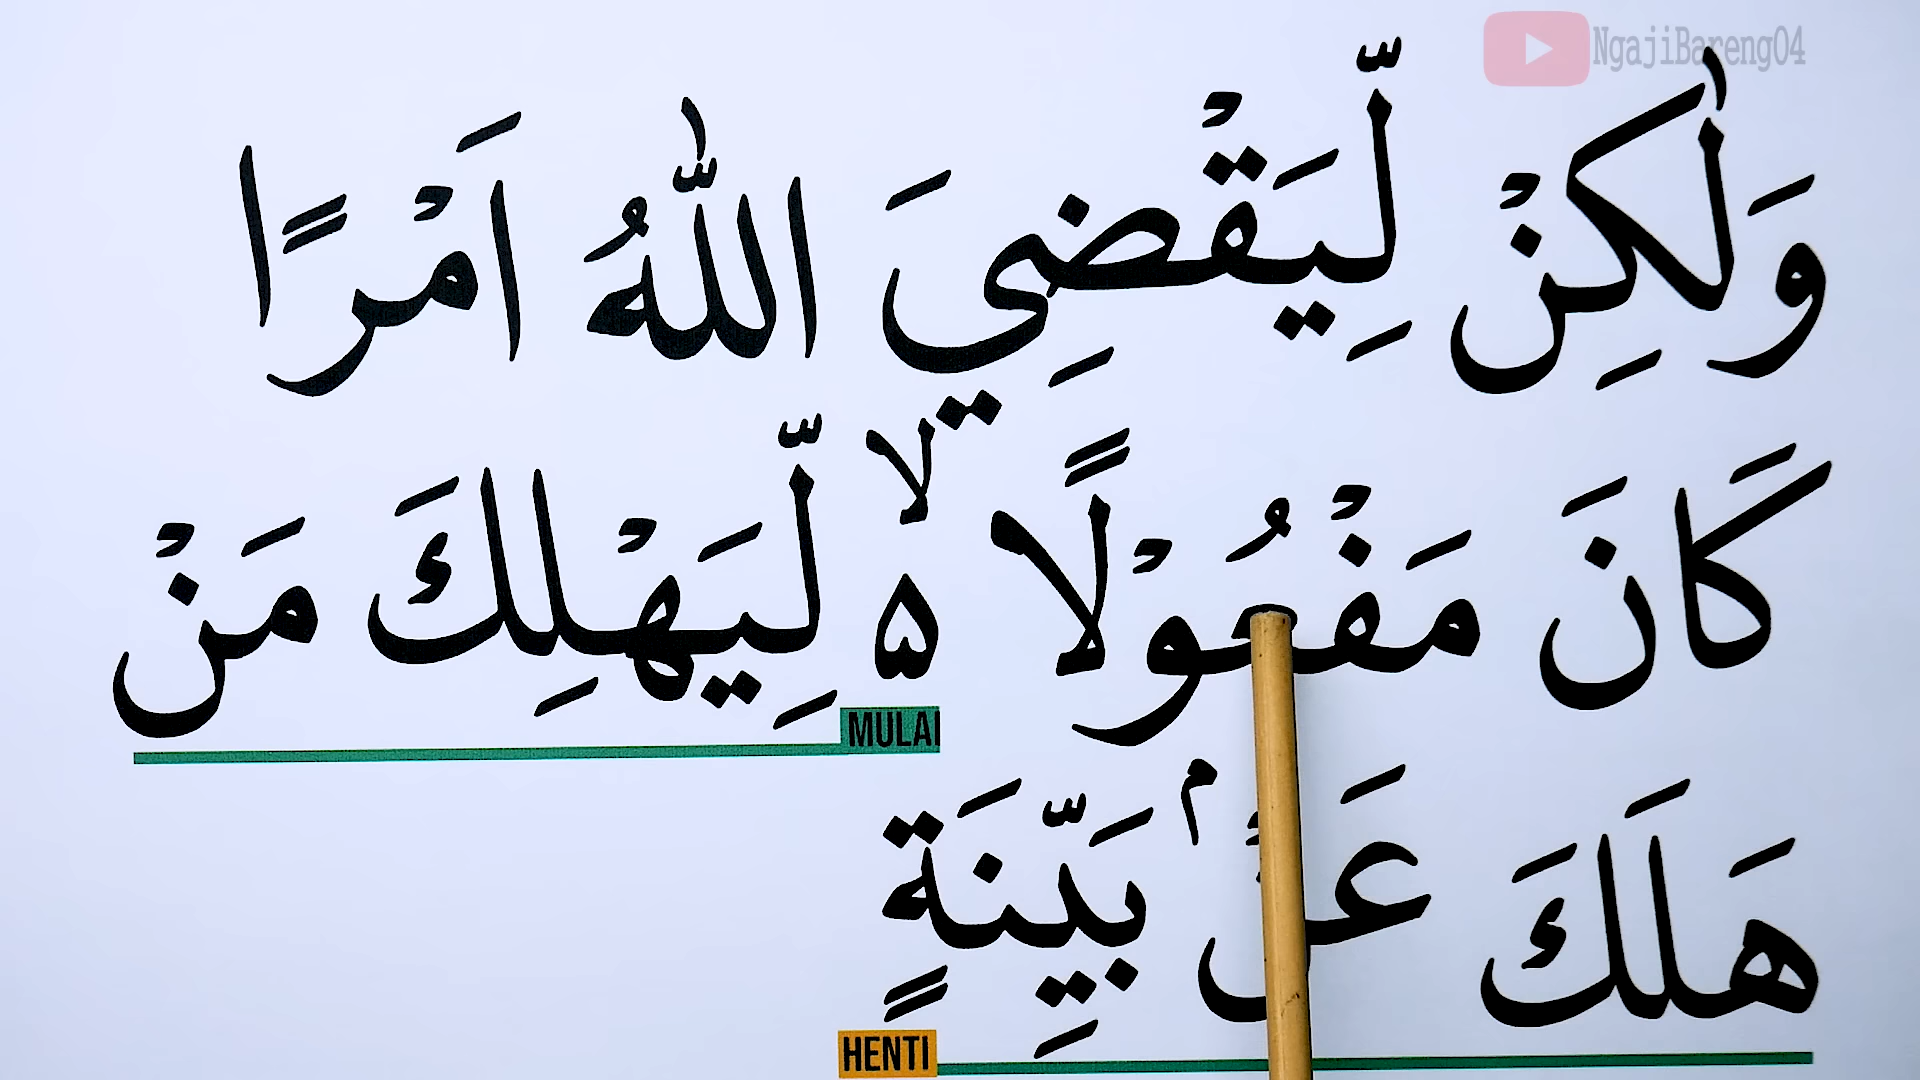 NgajiBareng04
وَلٰكِنْ لِّيَقْضِيَ اللّٰهُ اَمْرًا
كَانَ مَفْعُوْلًا ۙ ۵ لِّيَهْلِكَ مَنْ
MULAI
هَلَكَ عَنْۢ بَيِّنَةٍ
HENTI